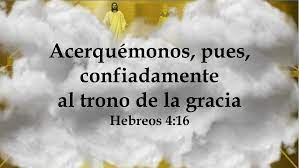 Acerquémonos, pues,
confiadamente
al trono de la gracia
Hebreos 4:16